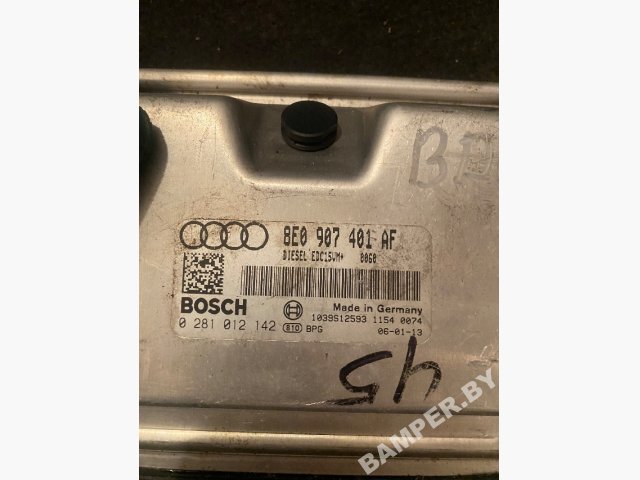 8E0 907 401 AF
DIESEL EDC15VM+ 0060
BOSCH
Made in Germany
1039S12593 1154 0074
0 281 012 142 810 BPG 06-01-13
45
BAMPER.BY